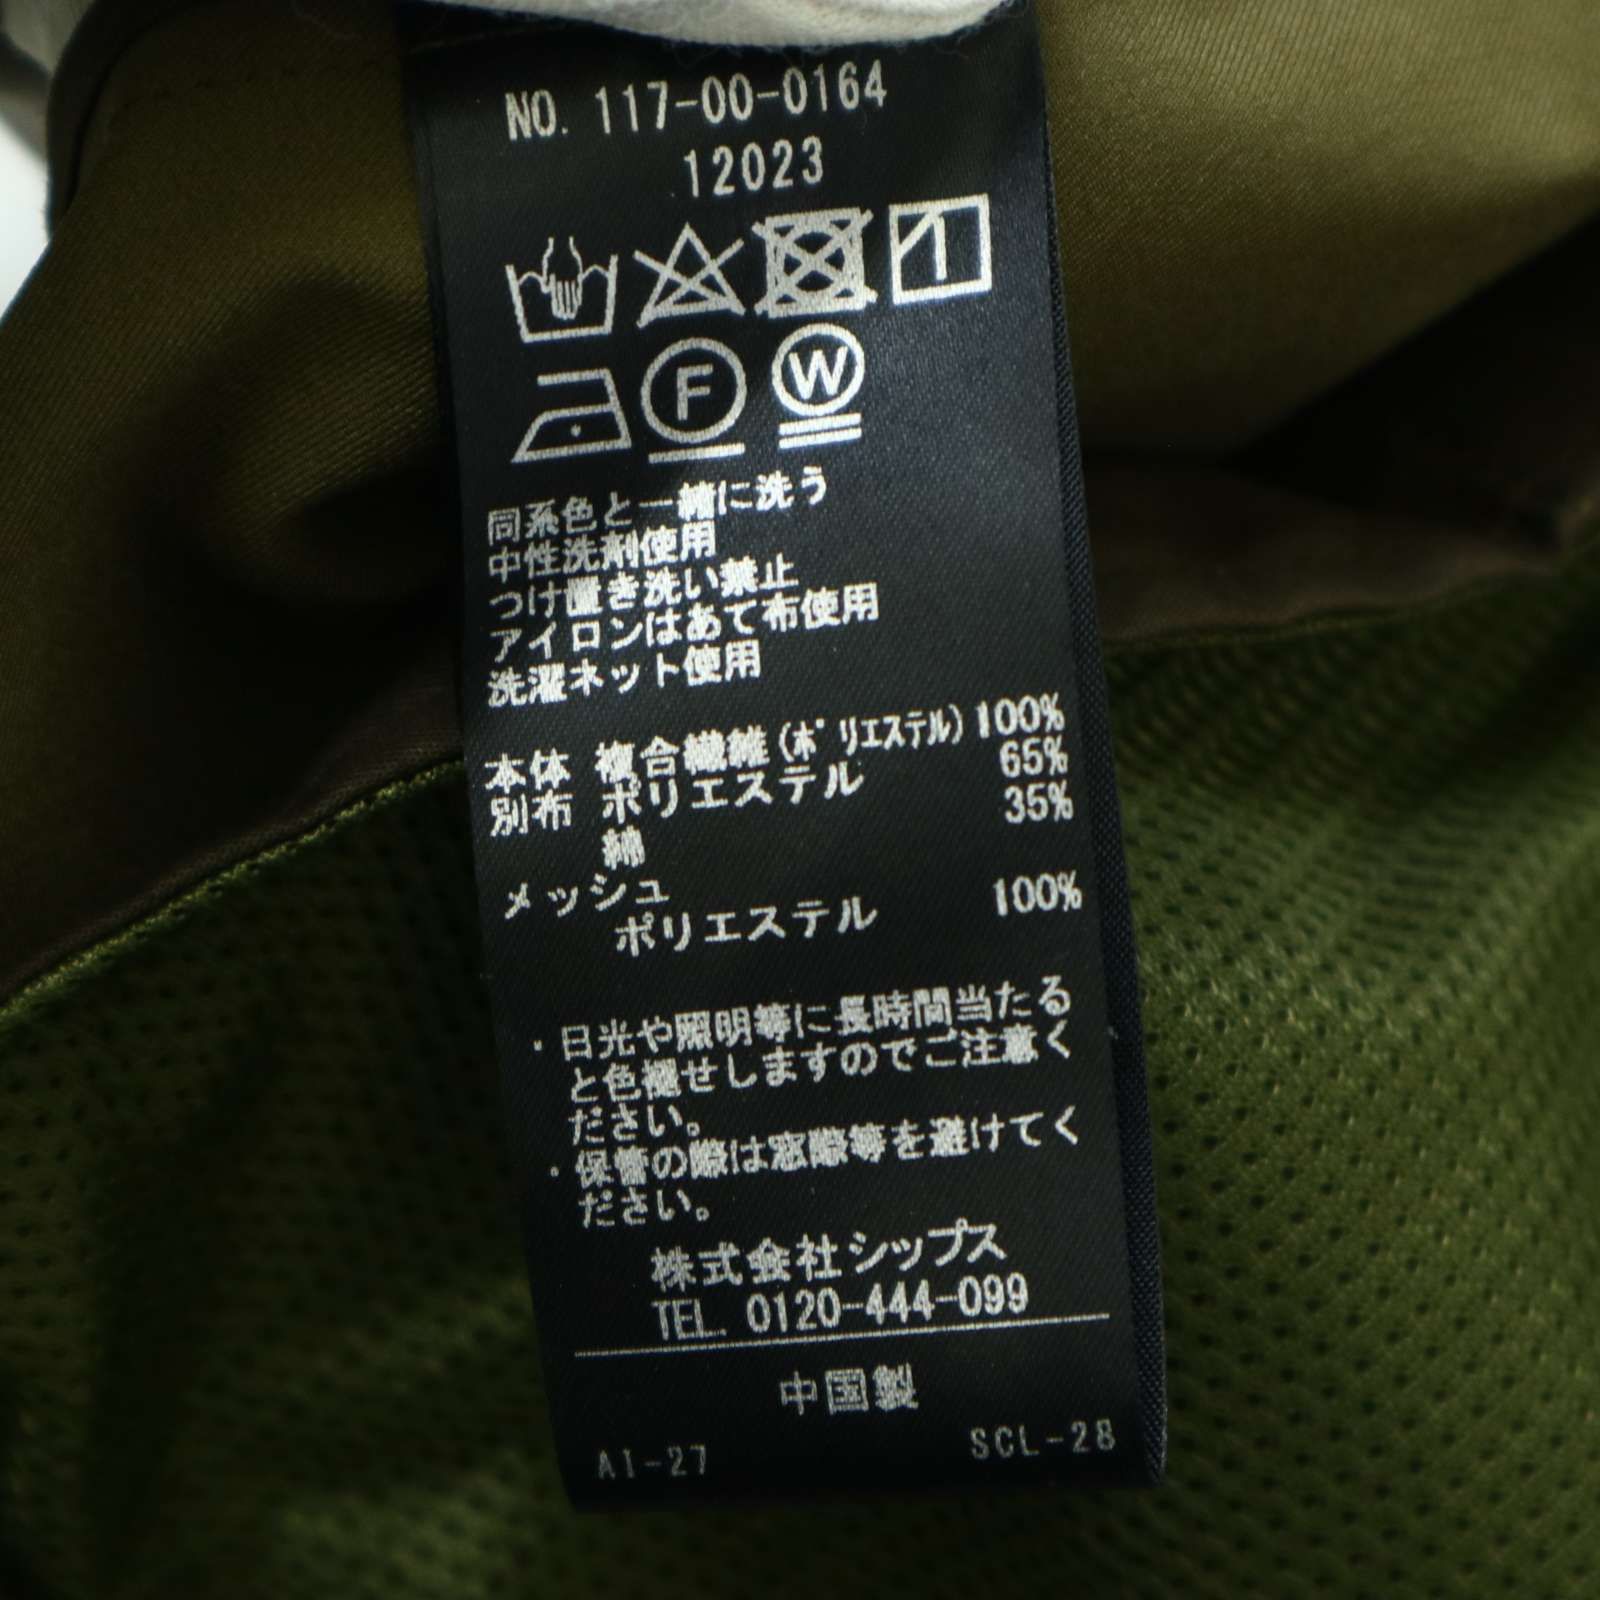 NO. 117-00-0164
12023
F W
同系色と一緒に洗う
中性洗剤使用
つけ置き洗い禁止
アイロンはあて布使用
洗濯ネット使用
本体 複合繊維(ポリエステル) 100%
別布 ポリエステル 65%
綿 35%
メッシュ
ポリエステル 100%
・日光や照明等に長時間当たる
と色褪せしますのでご注意く
ださい。
・保管の際は窓際等を避けてく
ださい。
株式会社シップス
TEL. 0120-444-099
中国製
AI-27 SCL-28